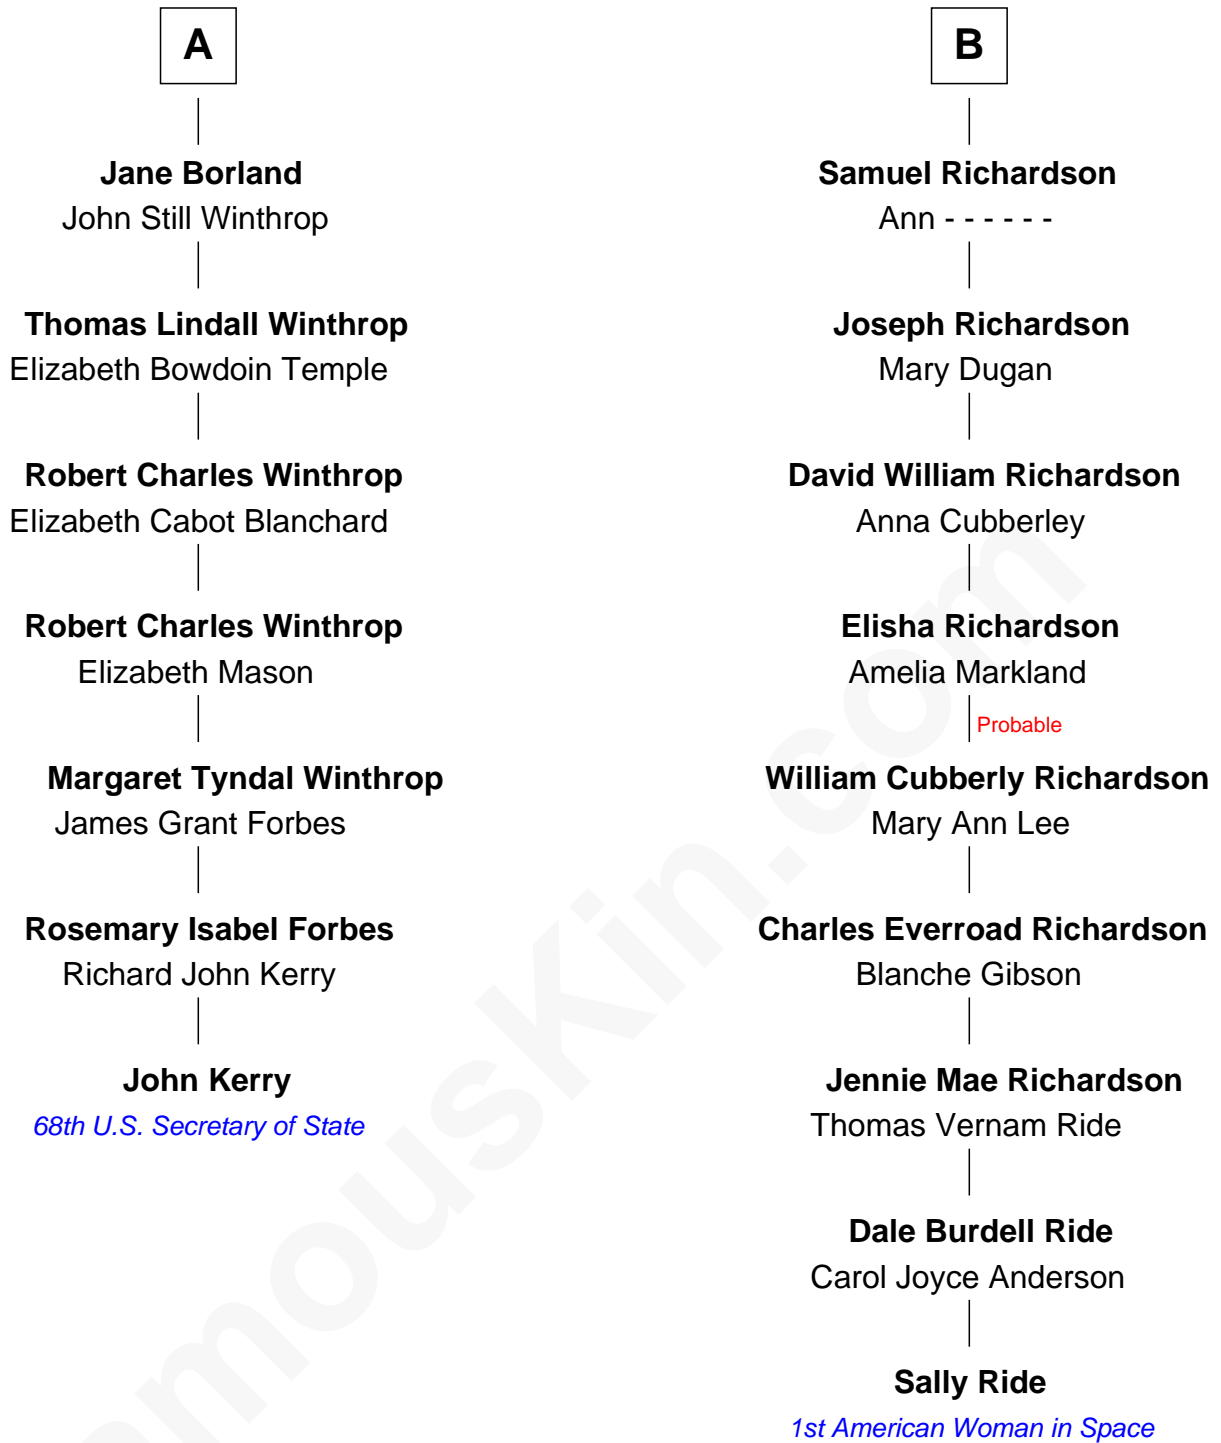 A
Jane Borland
John Still Winthrop
Thomas Lindall Winthrop
Elizabeth Bowdoin Temple
Robert Charles Winthrop
Elizabeth Cabot Blanchard
Robert Charles Winthrop
Elizabeth Mason
Margaret Tyndal Winthrop
James Grant Forbes
Rosemary Isabel Forbes
Richard John Kerry
John Kerry
68th U.S. Secretary of State
B
Samuel Richardson
Ann - - - - - -
Joseph Richardson
Mary Dugan
David William Richardson
Anna Cubberley
Elisha Richardson
Amelia Markland
Probable
William Cubberly Richardson
Mary Ann Lee
Charles Everroad Richardson
Blanche Gibson
Jennie Mae Richardson
Thomas Vernam Ride
Dale Burdell Ride
Carol Joyce Anderson
Sally Ride
1st American Woman in Space
amouskin.com